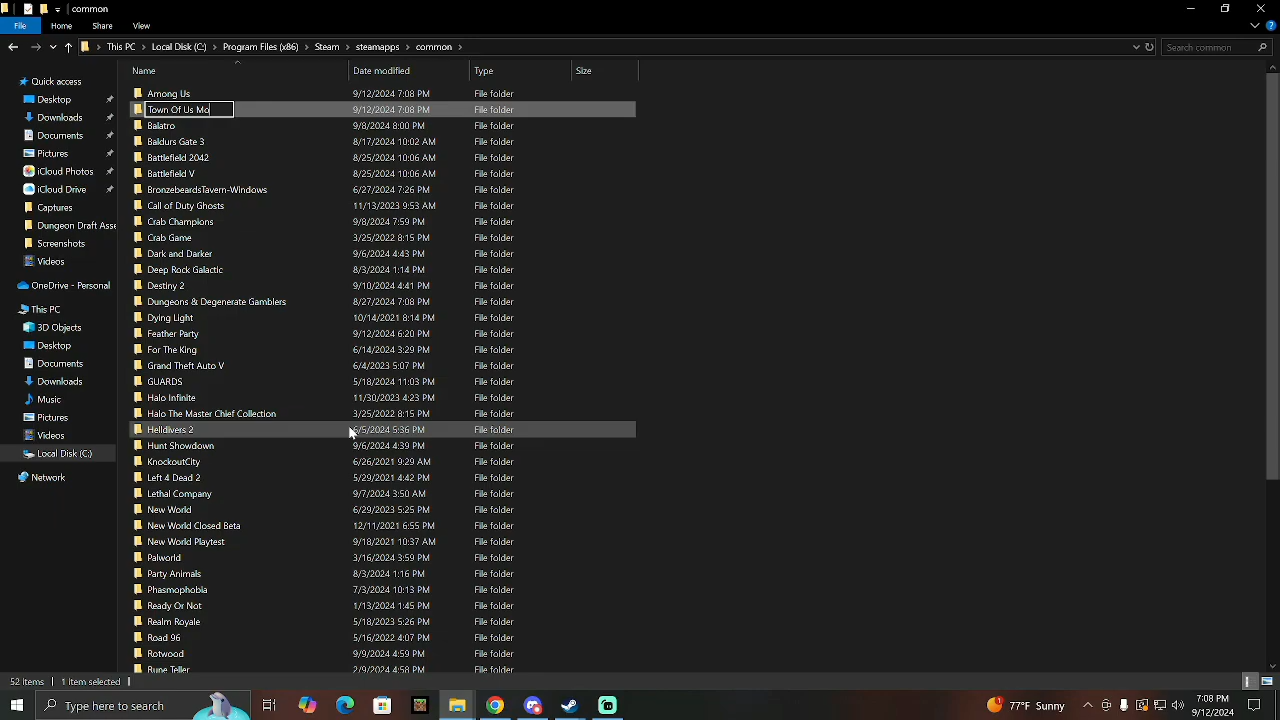 common
File Home Share View
This PC Local Disk (C:) Program Files (x86) Steam steamapps common
Search common
Name Date modified Type Size
Quick access
Desktop
Downloads
Documents
Pictures
iCloud Photos
iCloud Drive
Captures
Dungeon Draft Asse
Screenshots
Videos
OneDrive - Personal
This PC
3D Objects
Desktop
Documents
Downloads
Music
Pictures
Videos
Local Disk (C:)
Network
Among Us 9/12/2024 7:08 PM File folder
Town Of Us Mo 9/12/2024 7:08 PM File folder
Balatro 9/8/2024 8:00 PM File folder
Baldurs Gate 3 8/17/2024 10:02 AM File folder
Battlefield 2042 8/25/2024 10:06 AM File folder
Battlefield V 8/25/2024 10:06 AM File folder
BronzebeardsTavern-Windows 6/27/2024 7:26 PM File folder
Call of Duty Ghosts 11/13/2023 9:53 AM File folder
Crab Champions 9/8/2024 7:59 PM File folder
Crab Game 3/25/2022 8:15 PM File folder
Dark and Darker 9/6/2024 4:43 PM File folder
Deep Rock Galactic 8/3/2024 1:14 PM File folder
Destiny 2 9/10/2024 4:41 PM File folder
Dungeons & Degenerate Gamblers 8/27/2024 7:08 PM File folder
Dying Light 10/14/2021 8:14 PM File folder
Feather Party 9/12/2024 6:20 PM File folder
For The King 6/14/2024 3:29 PM File folder
Grand Theft Auto V 6/4/2023 5:07 PM File folder
GUARDS 5/18/2024 11:03 PM File folder
Halo Infinite 11/30/2023 4:23 PM File folder
Halo The Master Chief Collection 3/25/2022 8:15 PM File folder
Helldivers 2 /5/2024 5:36 PM File folder
Hunt Showdown 9/6/2024 4:39 PM File folder
KnockoutCity 6/26/2021 9:29 AM File folder
Left 4 Dead 2 5/29/2021 4:42 PM File folder
Lethal Company 9/7/2024 3:50 AM File folder
New World 6/29/2023 5:25 PM File folder
New World Closed Beta 12/11/2021 6:55 PM File folder
New World Playtest 9/18/2021 10:37 AM File folder
Palworld 3/16/2024 3:59 PM File folder
Party Animals 8/3/2024 1:16 PM File folder
Phasmophobia 7/3/2024 10:13 PM File folder
Ready Or Not 1/13/2024 1:45 PM File folder
Realm Royale 5/18/2023 5:26 PM File folder
Road 96 5/16/2022 4:07 PM File folder
Rotwood 9/9/2024 4:59 PM File folder
Rune Teller 2/9/2024 4:58 PM File folder
52 items 1 item selected
Type here to search
77°F Sunny
7:08 PM
9/12/2024